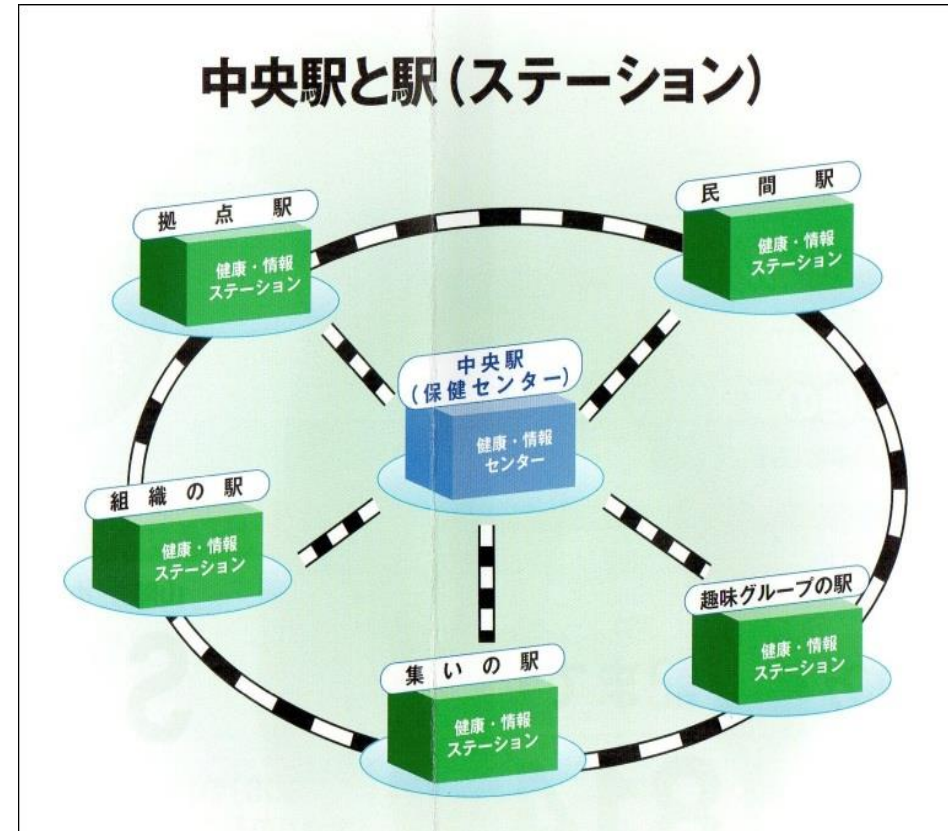 中央駅と駅(ステーション)
拠点駅
健康・情報
ステーション
民間駅
健康・情報
ステーション
中央駅
(保健センター)
健康・情報
センター
組織の駅
健康・情報
ステーション
趣味グループの駅
健康・情報
ステーション
集いの駅
健康・情報
ステーション